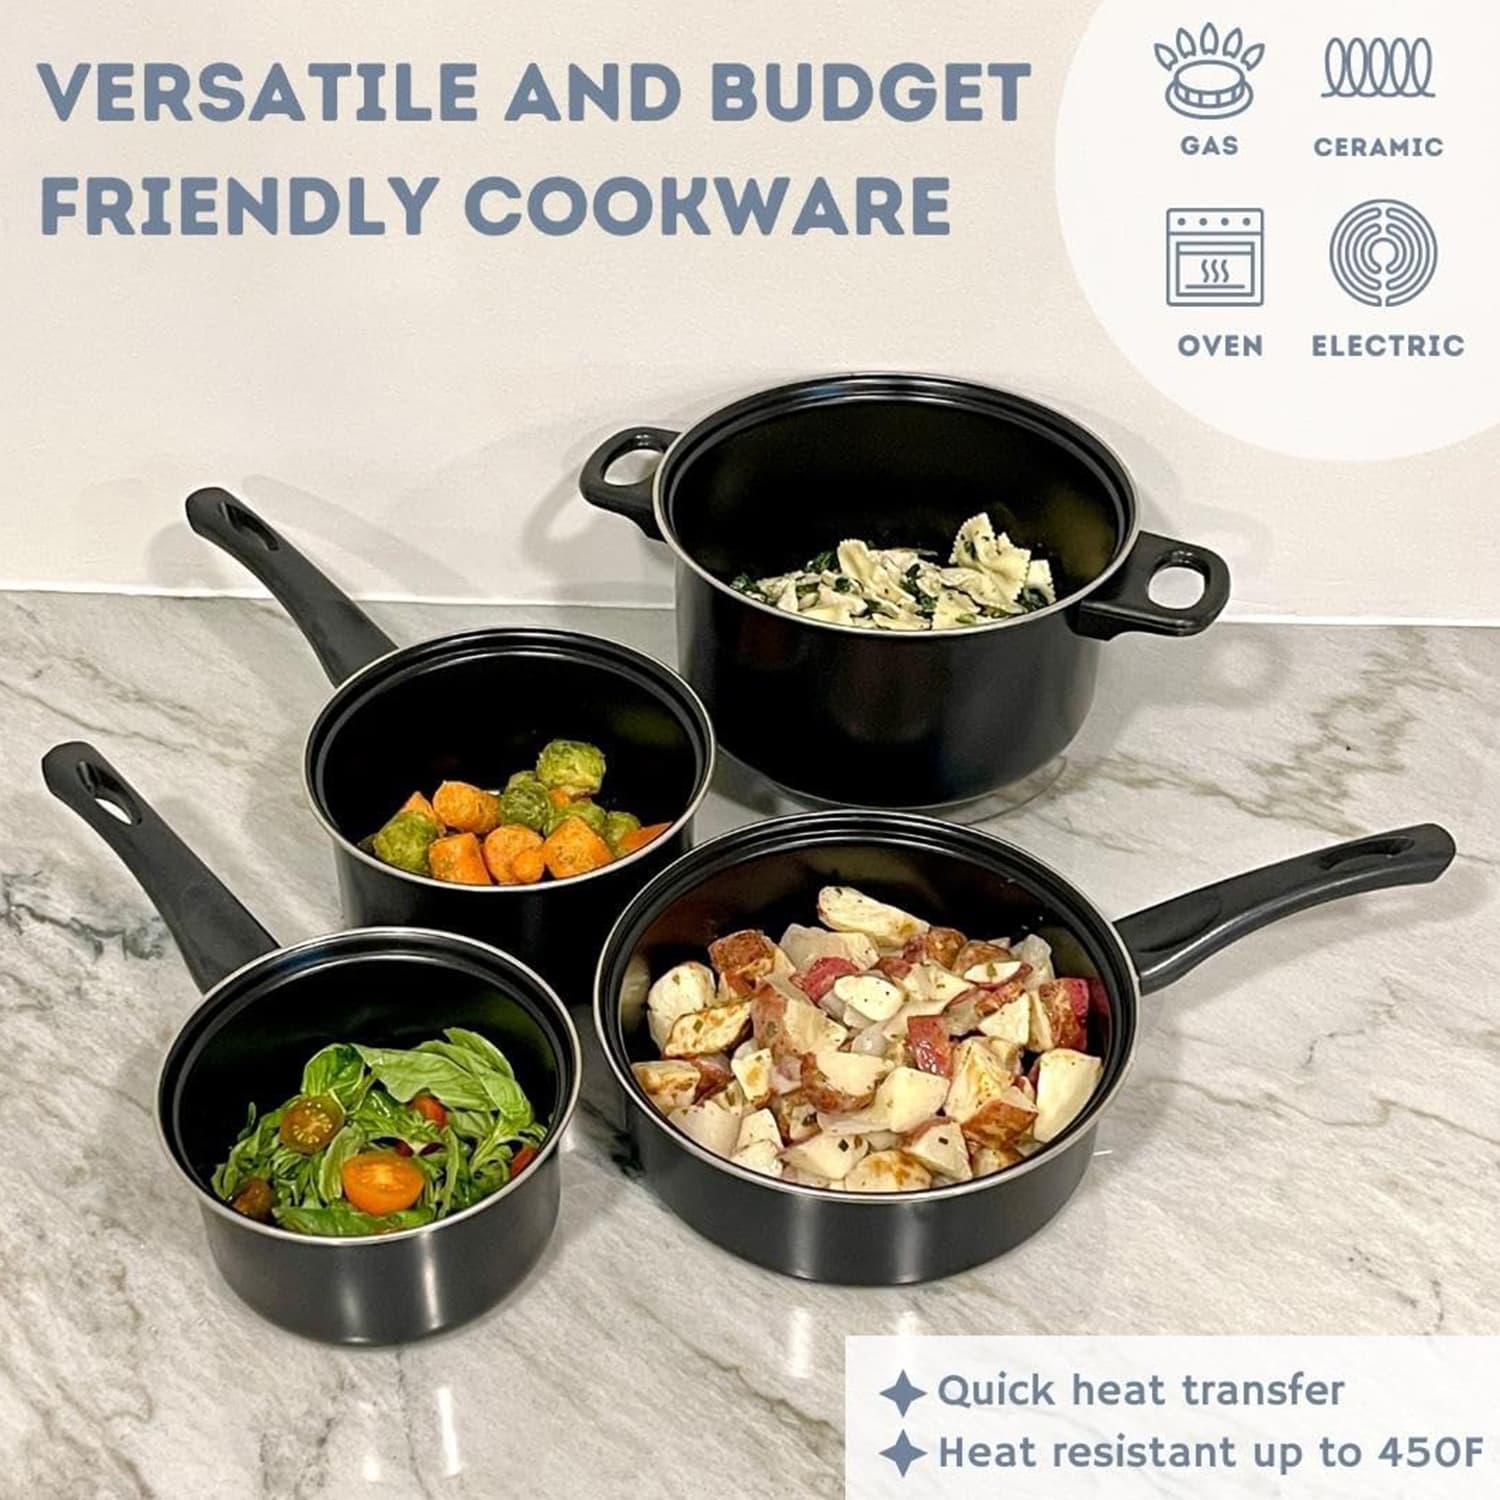 VERSATILE AND BUDGET
FRIENDLY COOKWARE
GAS
CERAMIC
OVEN
ELECTRIC
Quick heat transfer
Heat resistant up to 450F